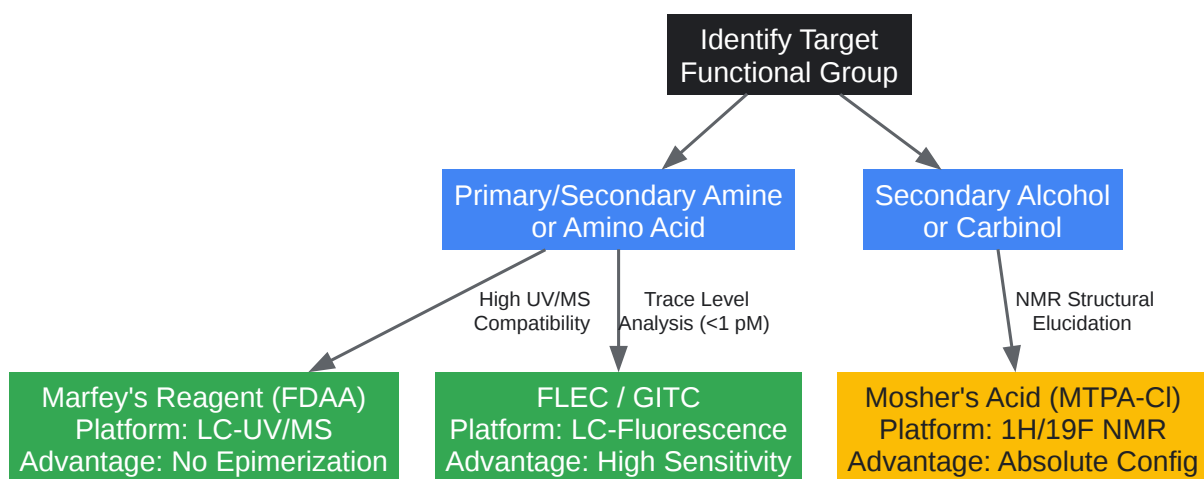 Identify Target
Functional Group
Primary/Secondary Amine
or Amino Acid
Secondary Alcohol
or Carbinol
High UV/MS
Compatibility
Trace Level
Analysis (<1 pM)
NMR Structural
Elucidation
Marfey's Reagent (FDAA)
Platform: LC-UV/MS
Advantage: No Epimerization
FLEC / GITC
Platform: LC-Fluorescence
Advantage: High Sensitivity
Mosher's Acid (MTPA-Cl)
Platform: 1H/19F NMR
Advantage: Absolute Config